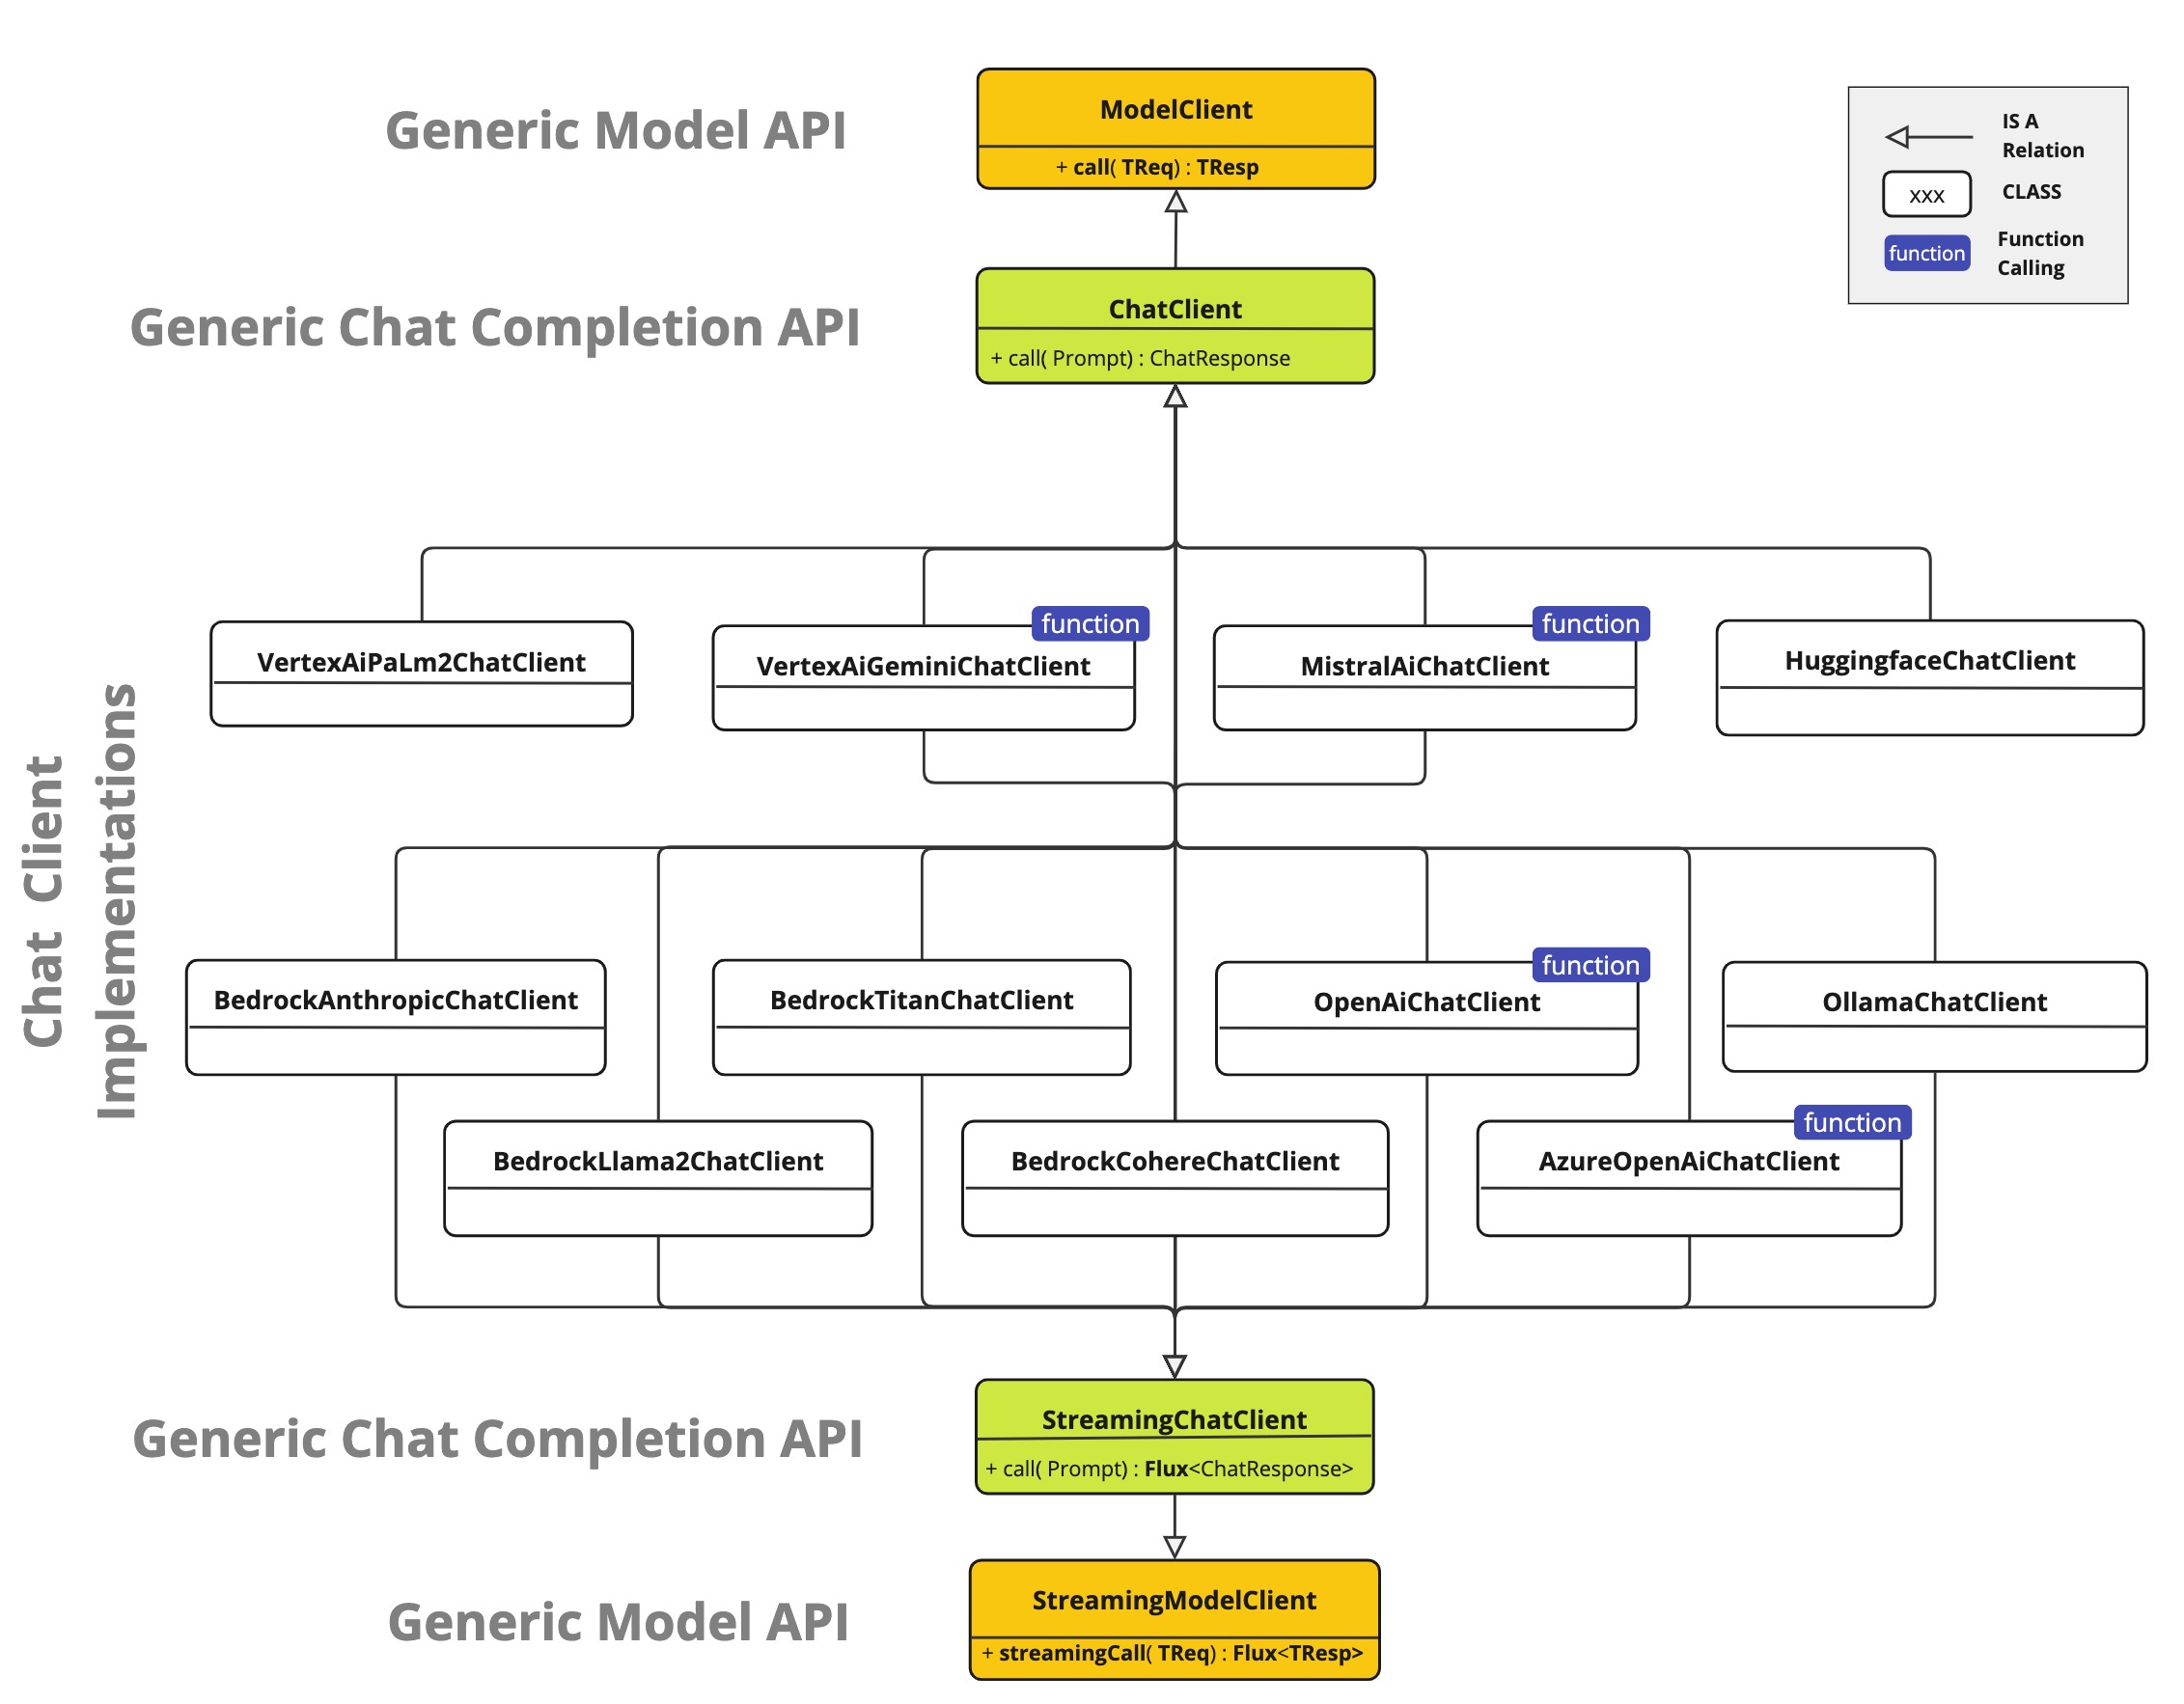 Generic Model API
ModelClient
+ call( TReq) : TResp
IS A
Relation
xxx
CLASS
function
Function
Calling
Generic Chat Completion API
ChatClient
+ call( Prompt) : ChatResponse
Chat Client
Implementations
VertexAiPaLm2ChatClient
function
VertexAiGeminiChatClient
function
MistralAiChatClient
HuggingfaceChatClient
BedrockAnthropicChatClient
BedrockTitanChatClient
function
OpenAiChatClient
OllamaChatClient
BedrockLlama2ChatClient
BedrockCohereChatClient
function
AzureOpenAiChatClient
Generic Chat Completion API
StreamingChatClient
+ call( Prompt) : Flux<ChatResponse>
Generic Model API
StreamingModelClient
+ streamingCall( TReq) : Flux<TResp>